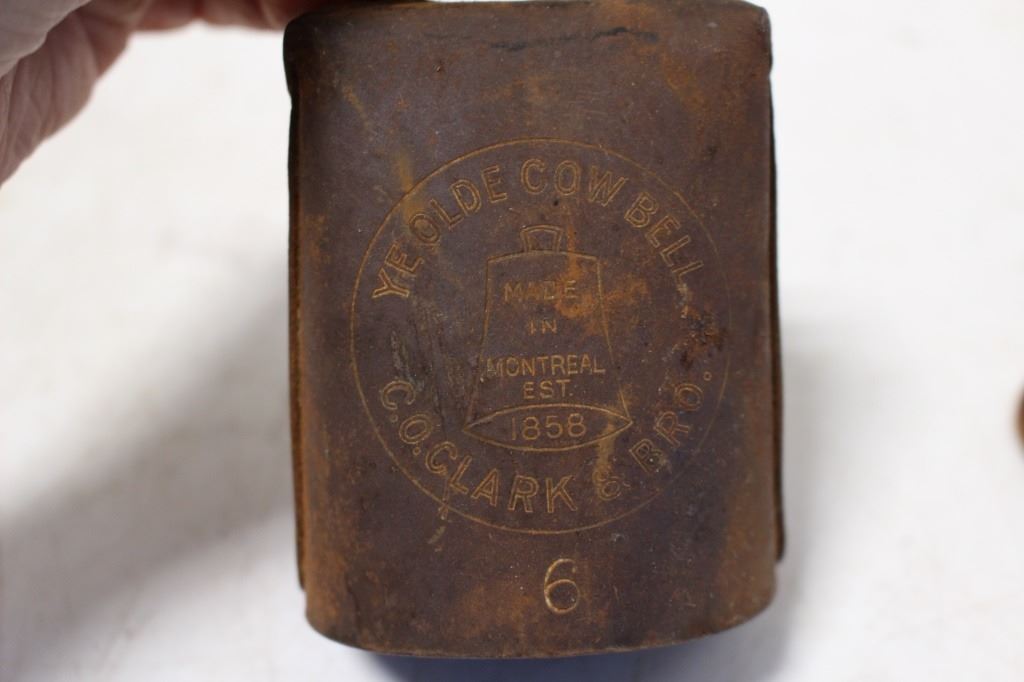 YE OLDE COW BELL
MADE
IN
MONTREAL
EST.
1858
C.O. CLARK & BRO.
6